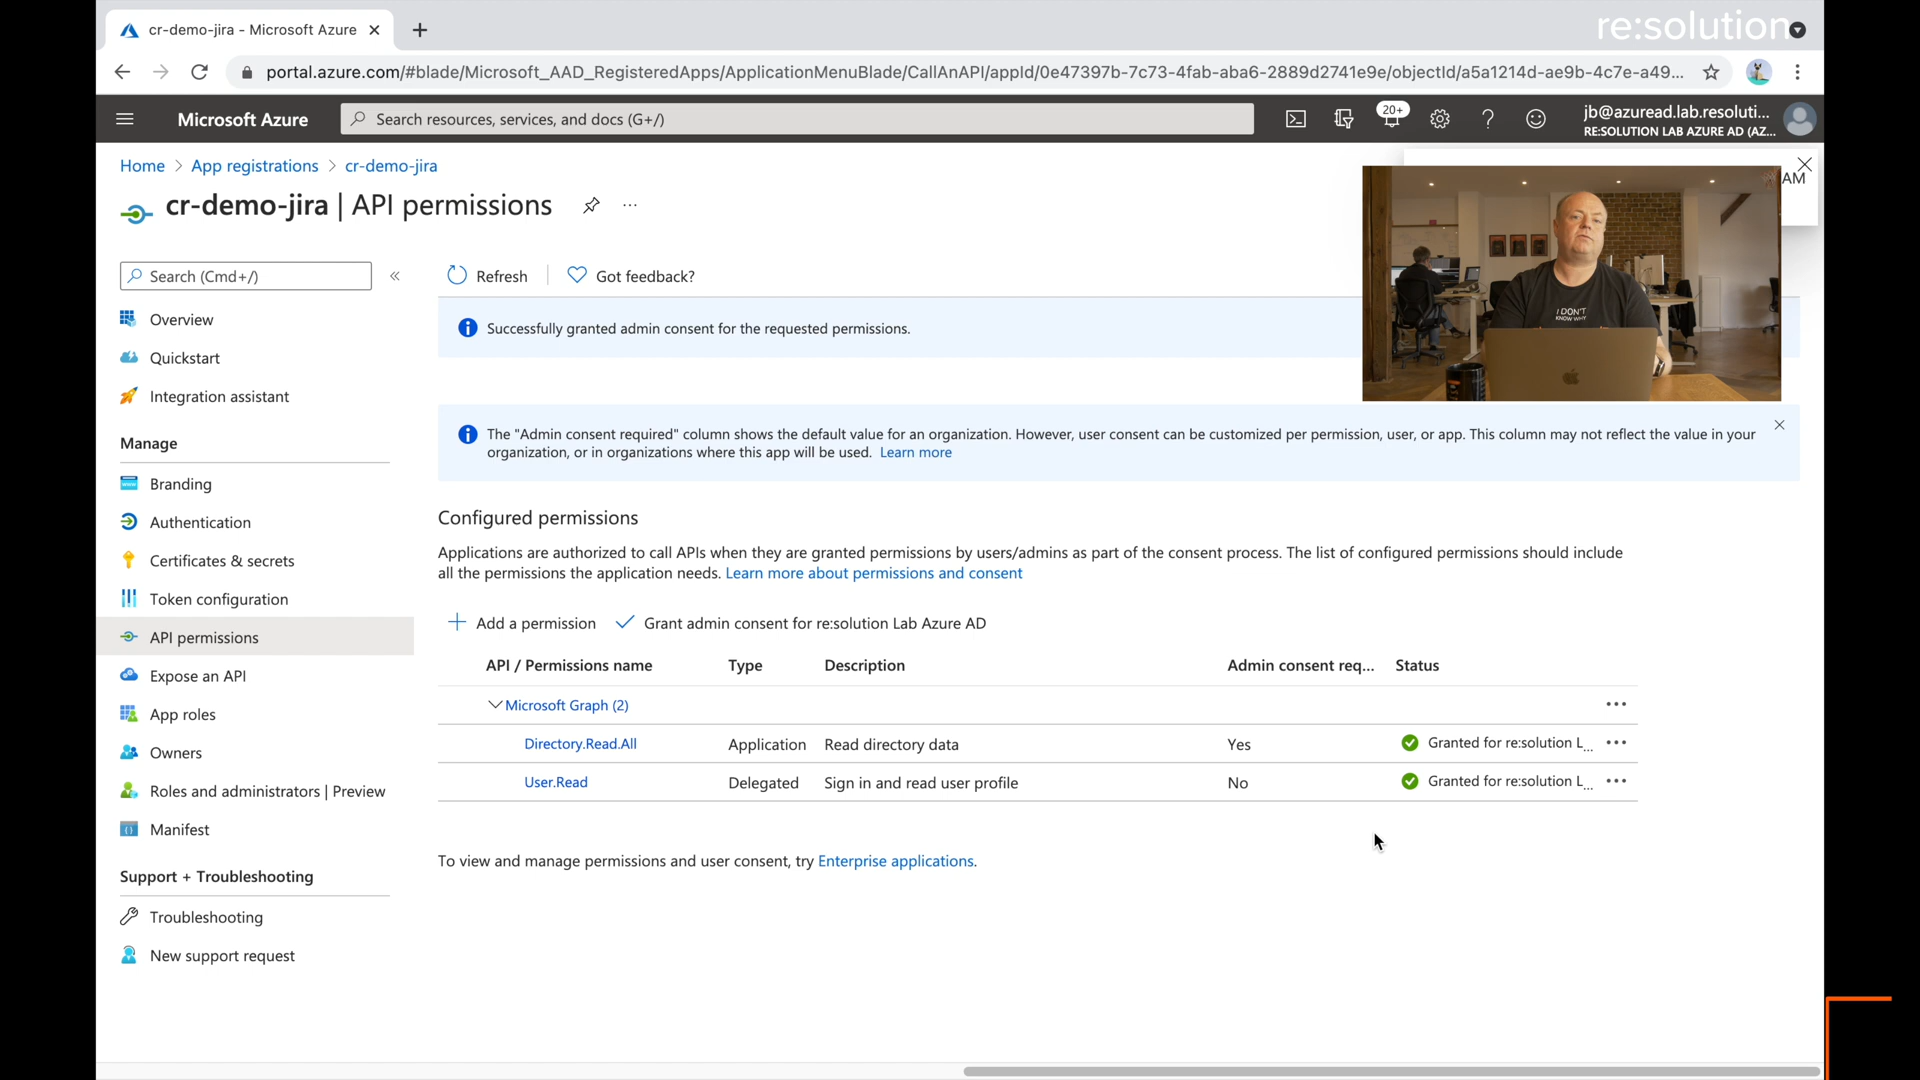 cr-demo-jira - Microsoft Azure
re:solution
portal.azure.com/#blade/Microsoft_AAD_RegisteredApps/ApplicationMenuBlade/CallAnAPI/appId/0e47397b-7c73-4fab-aba6-2889d2741e9e/objectId/a5a1214d-ae9b-4c7e-a49...
Microsoft Azure
Search resources, services, and docs (G+/)
20+
jb@azuread.lab.resoluti...
RE:SOLUTION LAB AZURE AD (AZ...
Home > App registrations > cr-demo-jira
AM
cr-demo-jira | API permissions
Search (Cmd+/)
Refresh
Got feedback?
Overview
Quickstart
Integration assistant
Manage
Branding
Authentication
Certificates & secrets
Token configuration
API permissions
Expose an API
App roles
Owners
Roles and administrators | Preview
Manifest
Support + Troubleshooting
Troubleshooting
New support request
Successfully granted admin consent for the requested permissions.
I DON'T
KNOW WHY
The "Admin consent required" column shows the default value for an organization. However, user consent can be customized per permission, user, or app. This column may not reflect the value in your
organization, or in organizations where this app will be used. Learn more
Configured permissions
Applications are authorized to call APIs when they are granted permissions by users/admins as part of the consent process. The list of configured permissions should include
all the permissions the application needs. Learn more about permissions and consent
Add a permission
Grant admin consent for re:solution Lab Azure AD
API / Permissions name Type Description Admin consent req... Status
Microsoft Graph (2)
Directory.Read.All Application Read directory data Yes Granted for re:solution L...
User.Read Delegated Sign in and read user profile No Granted for re:solution L...
To view and manage permissions and user consent, try Enterprise applications.